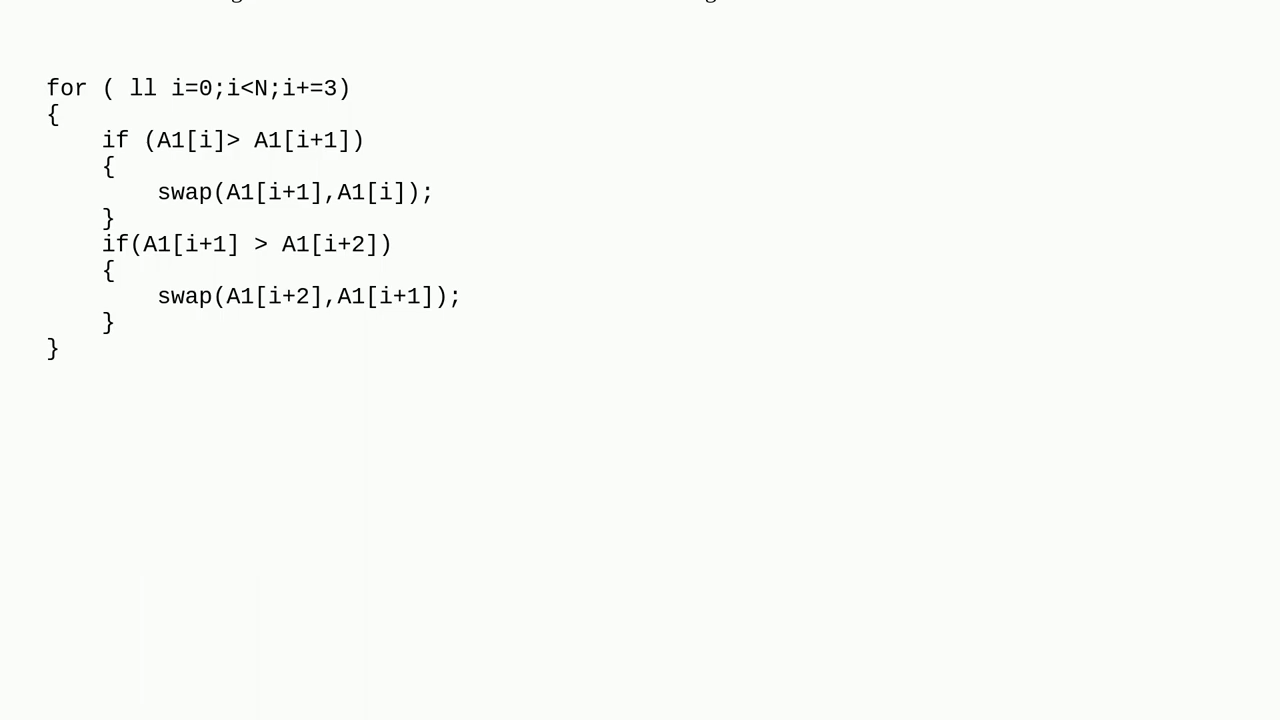 for ( ll i=0;i<N;i+=3)
{
    if (A1[i]> A1[i+1])
    {
        swap(A1[i+1],A1[i]);
    }
    if(A1[i+1] > A1[i+2])
    {
        swap(A1[i+2],A1[i+1]);
    }
}